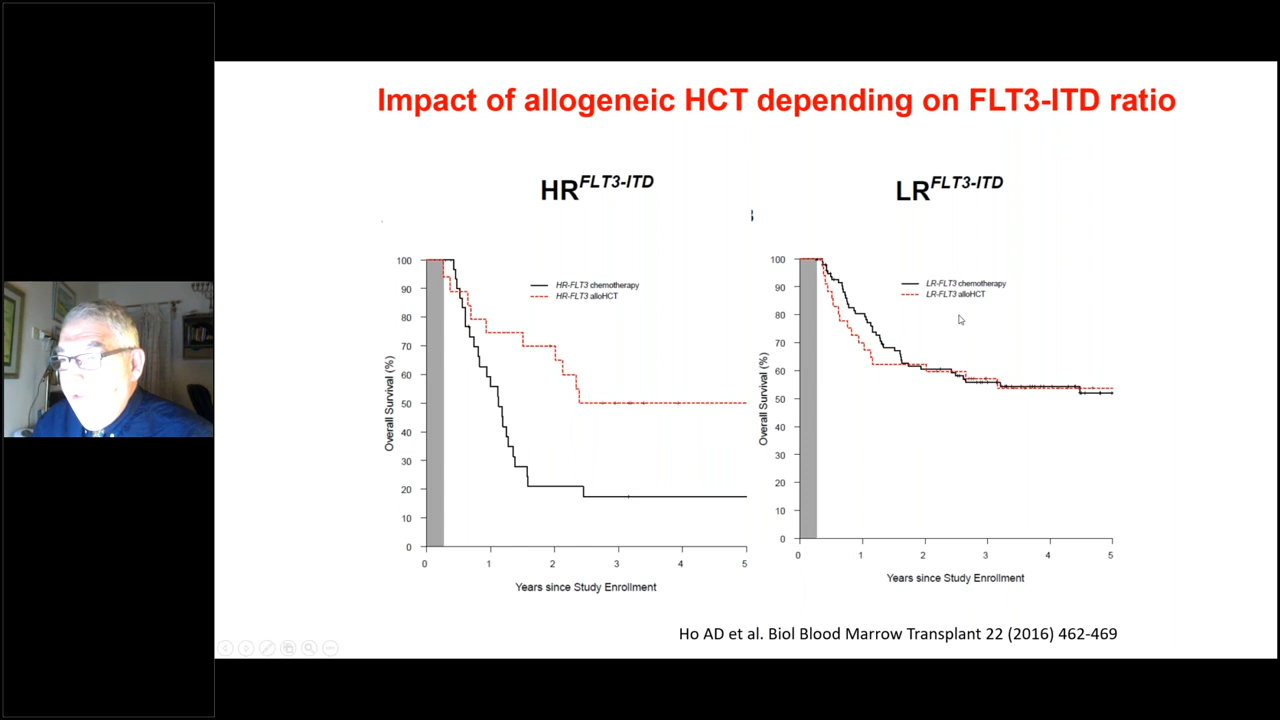 Impact of allogeneic HCT depending on FLT3-ITD ratio
HR^FLT3-ITD
100
90
80
70
60
50
40
30
20
10
0
Overall Survival (%)
HR-FLT3 chemotherapy
HR-FLT3 alloHCT
0 1 2 3 4 5
Years since Study Enrollment
LR^FLT3-ITD
100
90
80
70
60
50
40
30
20
10
0
Overall Survival (%)
LR-FLT3 chemotherapy
LR-FLT3 alloHCT
0 1 2 3 4 5
Years since Study Enrollment
Ho AD et al. Biol Blood Marrow Transplant 22 (2016) 462-469